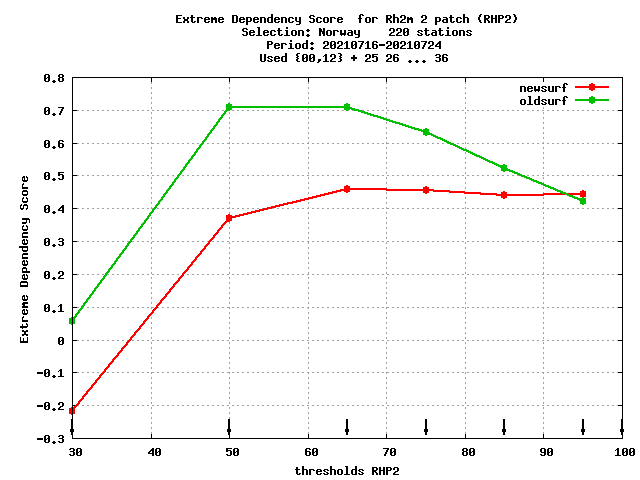 Extreme Dependency Score  for Rh2m 2 patch (RHP2)
Selection: Norway    220 stations
Period: 20210716-20210724
Used {00,12} + 25 26 ... 36
newsurf
oldsurf
0.8
0.7
0.6
0.5
0.4
0.3
0.2
0.1
0
-0.1
-0.2
-0.3
Extreme Dependency Score
30 40 50 60 70 80 90 100
thresholds RHP2